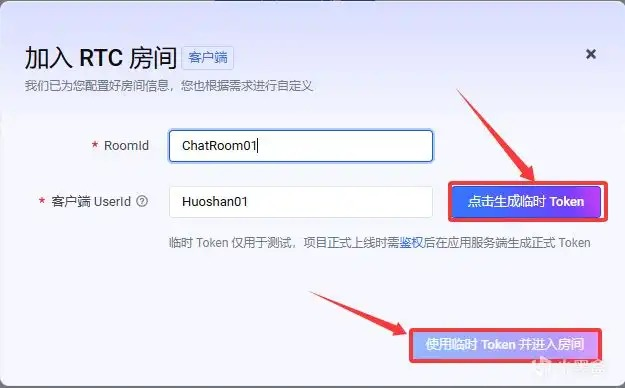 加入 RTC 房间 客户端
我们已为您配置好房间信息，您也根据需求进行自定义
* RoomId ChatRoom01
* 客户端 UserId Huoshan01 点击生成临时 Token
临时 Token 仅用于测试，项目正式上线时需鉴权后在应用服务端生成正式 Token
使用临时 Token 并进入房间